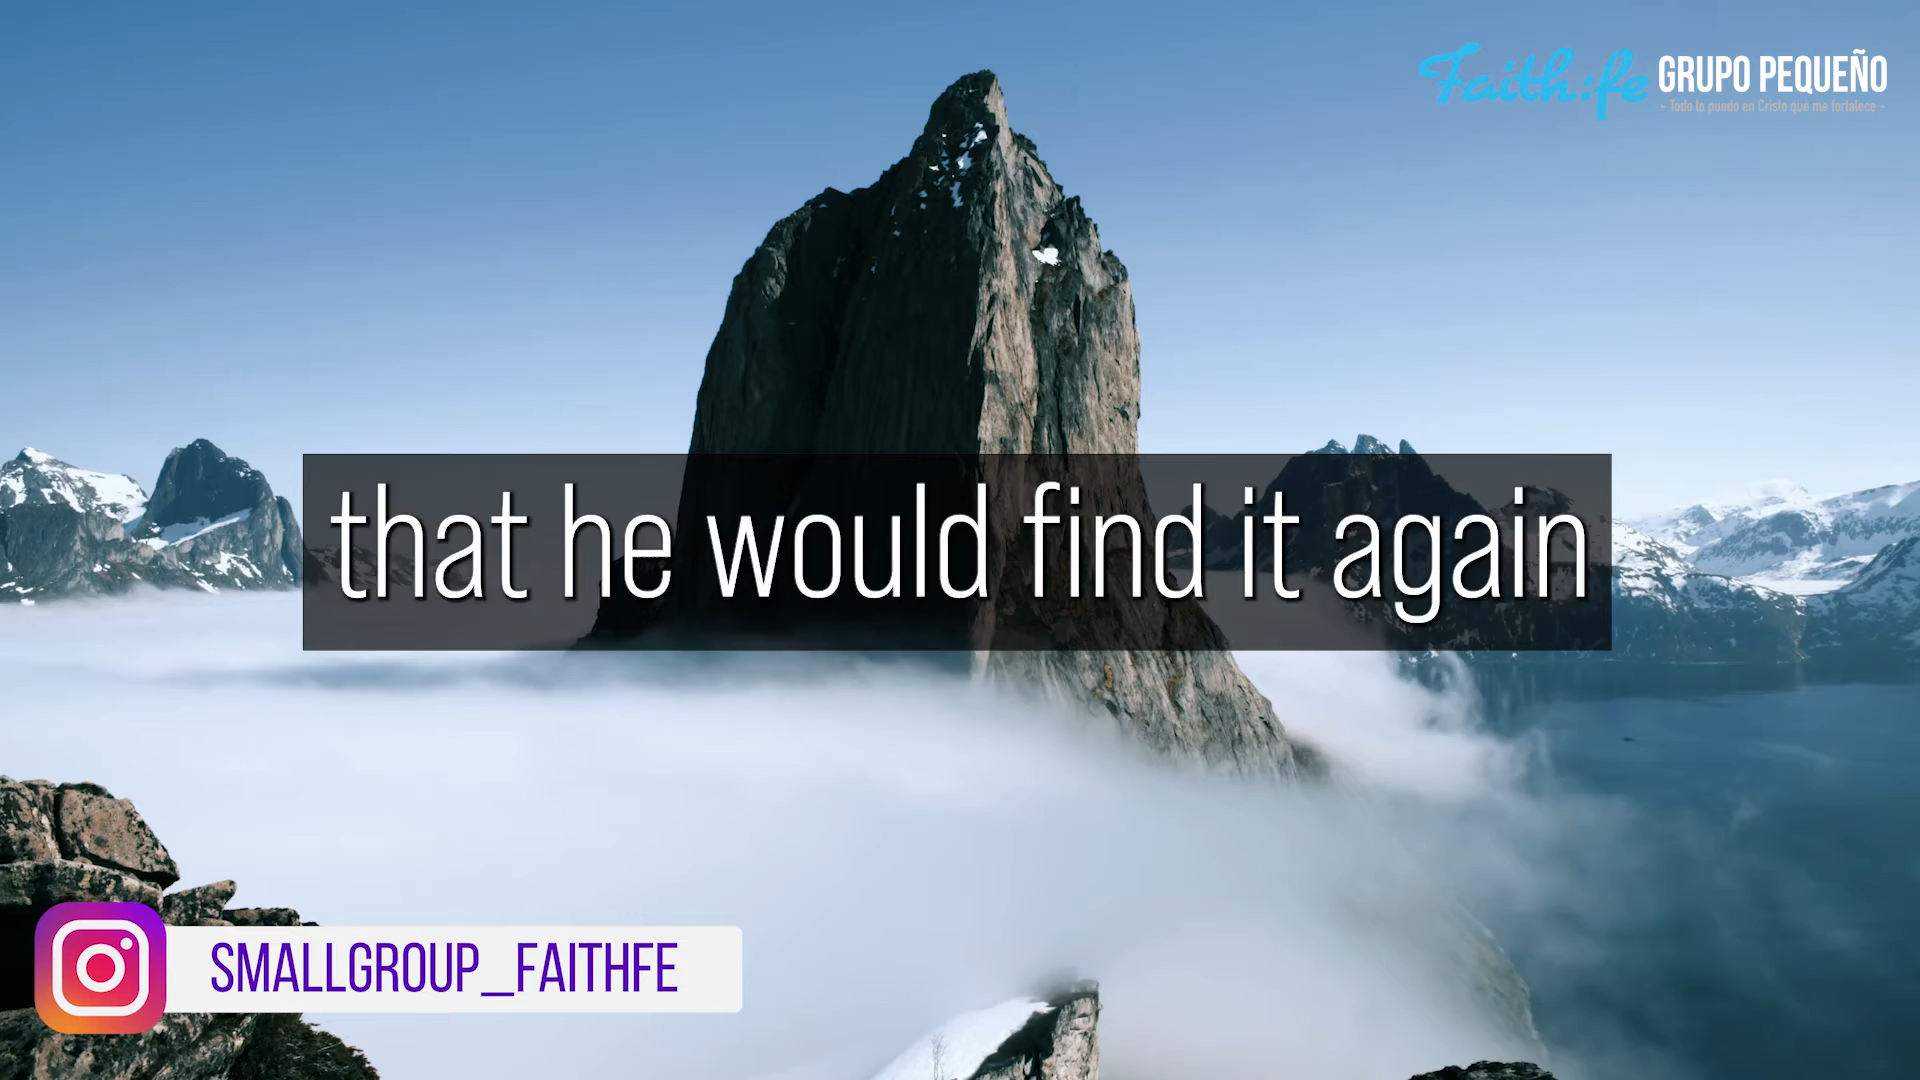 Faith:fe GRUPO PEQUEÑO
- Todo lo puedo en Cristo que me fortalece -
that he would find it again
SMALLGROUP_FAITHFE